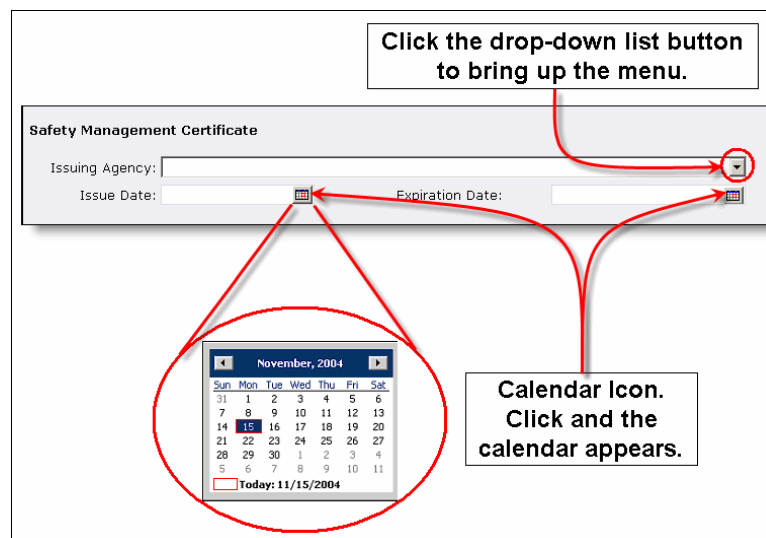 Click the drop-down list button
to bring up the menu.
Safety Management Certificate
Issuing Agency:
Issue Date:
Expiration Date:
November, 2004
Sun Mon Tue Wed Thu Fri Sat
31 1 2 3 4 5 6
7 8 9 10 11 12 13
14 15 16 17 18 19 20
21 22 23 24 25 26 27
28 29 30 1 2 3 4
5 6 7 8 9 10 11
Today: 11/15/2004
Calendar Icon.
Click and the
calendar appears.